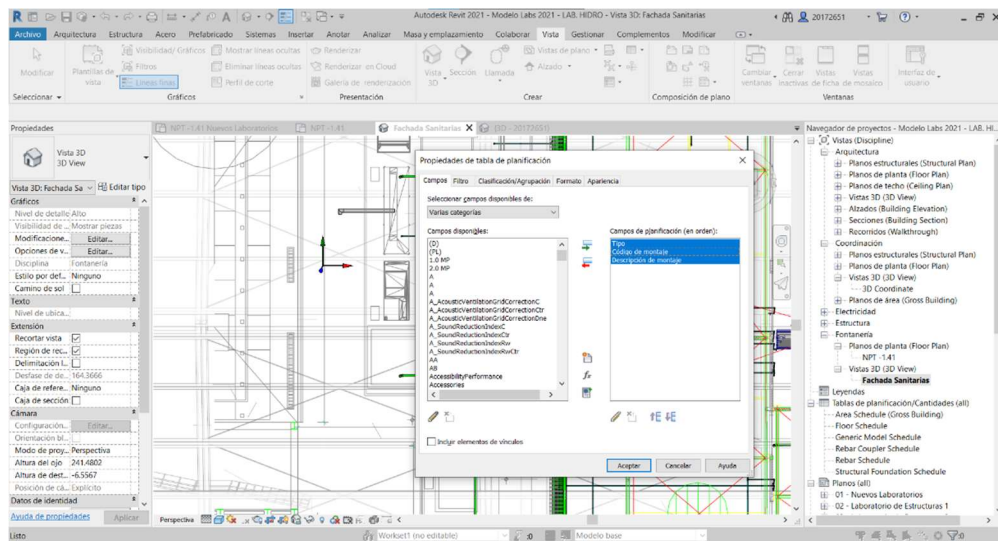 Autodesk Revit 2021 - Modelo Labs 2021 - LAB. HIDRO - Vista 3D: Fachada Sanitarias
20172651
Archivo Arquitectura Estructura Acero Prefabricado Sistemas Insertar Anotar Analizar Masa y emplazamiento Colaborar Vista Gestionar Complementos Modificar
Modificar
Plantillas de vista
Visibilidad/ Gráficos
Filtros
Líneas finas
Mostrar líneas ocultas
Eliminar líneas ocultas
Perfil de corte
Renderizar
Renderizar en Cloud
Galería de renderización
Vista 3D
Sección
Llamada
Vistas de plano
Alzado
Cambiar ventanas
Cerrar inactivas
Vistas de ficha
Vistas de mosaico
Interfaz de usuario
Seleccionar
Gráficos
Presentación
Crear
Composición de plano
Ventanas
Propiedades
Vista 3D
3D View
Vista 3D: Fachada Sa
Editar tipo
Gráficos
Nivel de detalle Alto
Visibilidad de ... Mostrar piezas
Modificacione... Editar...
Opciones de v... Editar...
Disciplina Fontanería
Estilo por def... Ninguno
Camino de sol
Texto
Nivel de ubica...
Extensión
Recortar vista
Región de rec...
Delimitación l...
Desfase de de... 164.3666
Caja de refere... Ninguno
Caja de sección
Cámara
Configuración... Editar...
Orientación bl...
Modo de proy... Perspectiva
Altura del ojo 241.4802
Altura de dest... -6.5567
Posición de cá... Explícito
Datos de identidad
Ayuda de propiedades
Aplicar
NPT -1.41 Nuevos Laboratorios
NPT -1.41
Fachada Sanitarias
{3D - 20172651}
Propiedades de tabla de planificación
Campos Filtro Clasificación/Agrupación Formato Apariencia
Seleccionar campos disponibles de:
Varias categorías
Campos disponibles:
(D)
(PL)
1.0 MP
2.0 MP
A
A
A
A_AcousticVentilationGridCorrectionC
A_AcousticVentilationGridCorrectionCtr
A_AcousticVentilationGridCorrectionDne
A_SoundReductionIndexC
A_SoundReductionIndexCtr
A_SoundReductionIndexRw
A_SoundReductionIndexRwCtr
AA
AB
AccessibilityPerformance
Accessories
Campos de planificación (en orden):
Tipo
Código de montaje
Descripción de montaje
Incluir elementos de vínculos
Aceptar
Cancelar
Ayuda
Navegador de proyectos - Modelo Labs 2021 - LAB. HI...
Vistas (Discipline)
Arquitectura
Planos estructurales (Structural Plan)
Planos de planta (Floor Plan)
Planos de techo (Ceiling Plan)
Vistas 3D (3D View)
Alzados (Building Elevation)
Secciones (Building Section)
Recorridos (Walkthrough)
Coordinación
Planos estructurales (Structural Plan)
Planos de planta (Floor Plan)
Vistas 3D (3D View)
3D Coordinate
Planos de área (Gross Building)
Electricidad
Estructura
Fontanería
Planos de planta (Floor Plan)
NPT -1.41
Vistas 3D (3D View)
Fachada Sanitarias
Leyendas
Tablas de planificación/Cantidades (all)
Area Schedule (Gross Building)
Floor Schedule
Generic Model Schedule
Rebar Coupler Schedule
Rebar Schedule
Structural Foundation Schedule
Planos (all)
01 - Nuevos Laboratorios
02 - Laboratorio de Estructuras 1
Perspectiva
Listo
Workset1 (no editable)
:0
Modelo base
:0